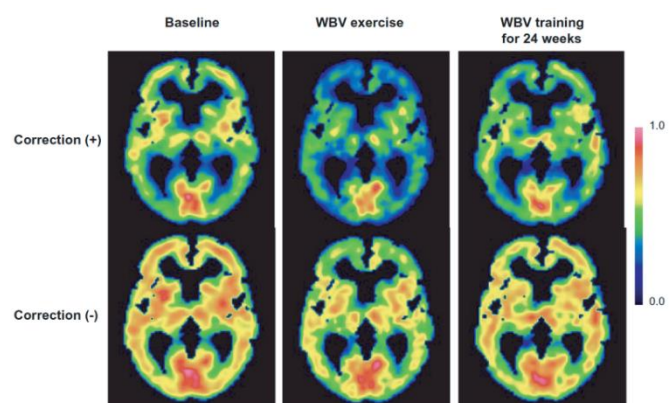 Baseline
WBV exercise
WBV training
for 24 weeks
Correction (+)
1.0
0.0
Correction (-)